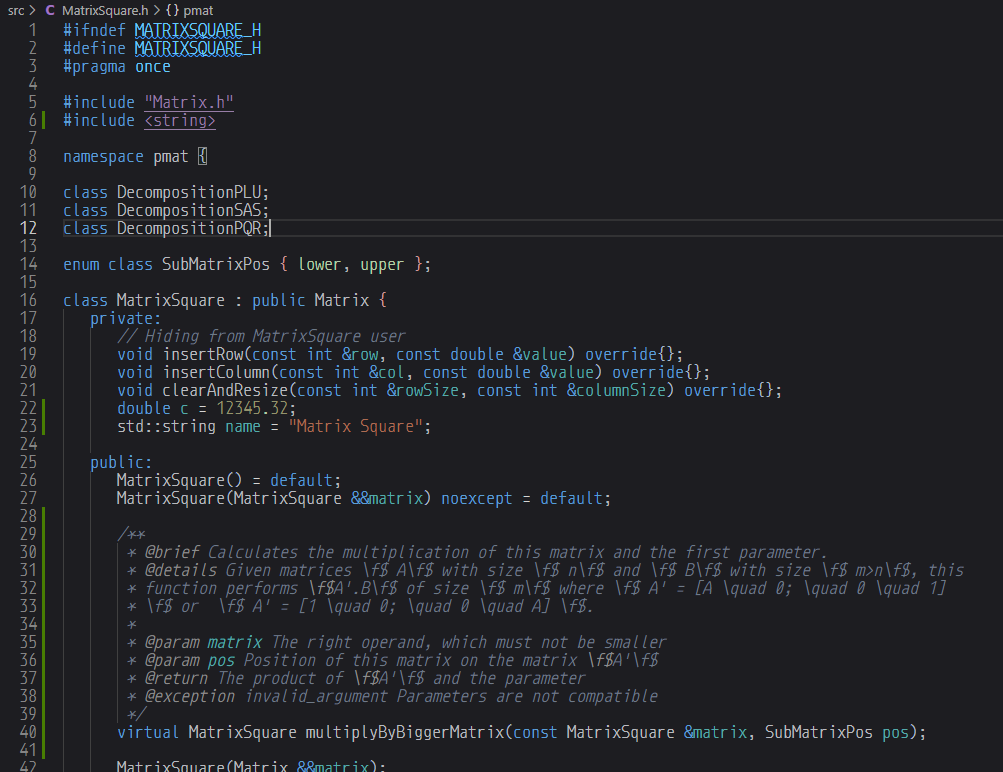 src > C MatrixSquare.h > {} pmat
1 #ifndef MATRIXSQUARE_H
2 #define MATRIXSQUARE_H
3 #pragma once
4
5 #include "Matrix.h"
6 #include <string>
7
8 namespace pmat {
9
10 class DecompositionPLU;
11 class DecompositionSAS;
12 class DecompositionPQR;
13
14 enum class SubMatrixPos { lower, upper };
15
16 class MatrixSquare : public Matrix {
17 private:
18 // Hiding from MatrixSquare user
19 void insertRow(const int &row, const double &value) override{};
20 void insertColumn(const int &col, const double &value) override{};
21 void clearAndResize(const int &rowSize, const int &columnSize) override{};
22 double c = 12345.32;
23 std::string name = "Matrix Square";
24
25 public:
26 MatrixSquare() = default;
27 MatrixSquare(MatrixSquare &&matrix) noexcept = default;
28
29 /**
30 * @brief Calculates the multiplication of this matrix and the first parameter.
31 * @details Given matrices \f$ A\f$ with size \f$ n\f$ and \f$ B\f$ with size \f$ m>n\f$, this
32 * function performs \f$A'.B\f$ of size \f$ m\f$ where \f$ A' = [A \quad 0; \quad 0 \quad 1]
33 * \f$ or \f$ A' = [1 \quad 0; \quad 0 \quad A] \f$.
34 *
35 * @param matrix The right operand, which must not be smaller
36 * @param pos Position of this matrix on the matrix \f$A'\f$
37 * @return The product of \f$A'\f$ and the parameter
38 * @exception invalid_argument Parameters are not compatible
39 */
40 virtual MatrixSquare multiplyByBiggerMatrix(const MatrixSquare &matrix, SubMatrixPos pos);
41
42 MatrixSquare(Matrix &&matrix);